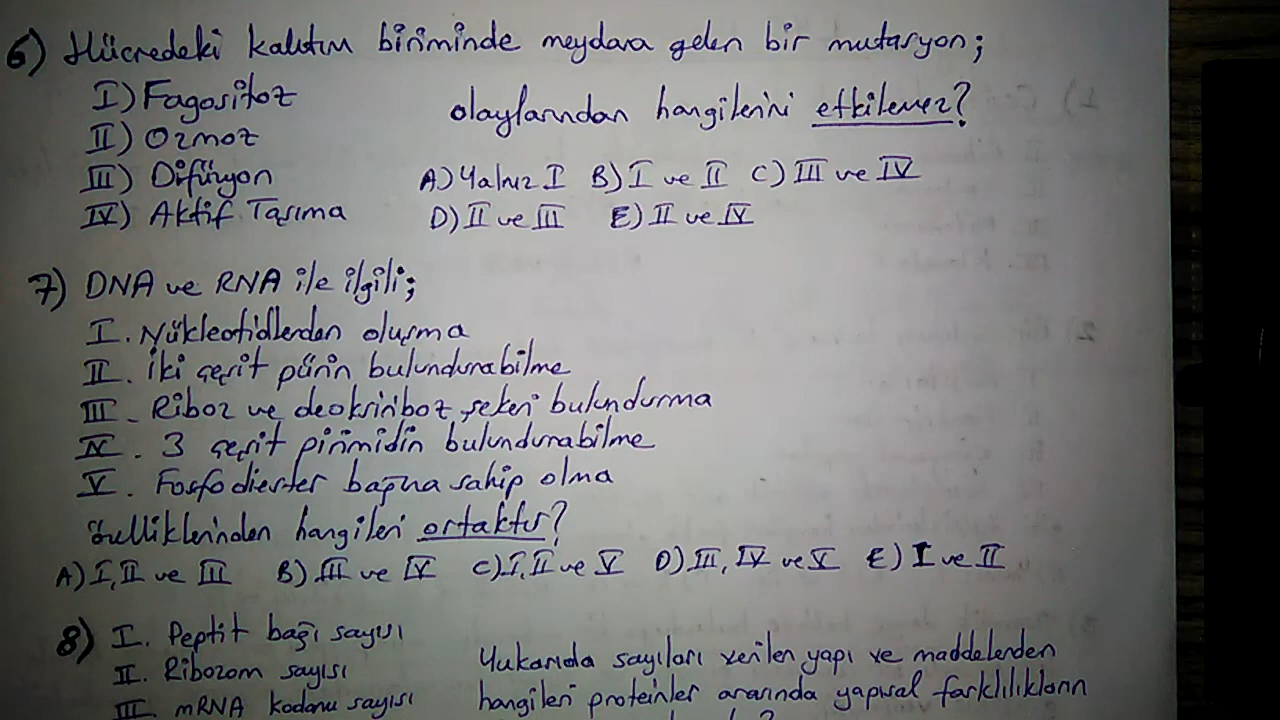 6) Hücredeki kalıtım biriminde meydana gelen bir mutasyon;
I) Fagositoz
II) Ozmoz
III) Difüzyon
IV) Aktif Taşıma
olaylarından hangilerini etkilemez?
A) Yalnız I B) I ve II C) III ve IV
D) II ve III E) II ve IV
7) DNA ve RNA ile ilgili;
I. Nükleotidlerden oluşma
II. İki çeşit pürin bulundurabilme
III. Riboz ve deoksiriboz şekeri bulundurma
IV. 3 çeşit pirimidin bulundurabilme
V. Fosfodiester bağına sahip olma
özelliklerinden hangileri ortaktır?
A) I, II ve III B) III ve IV C) I, II ve V D) III, IV ve V E) I ve II
8) I. Peptit bağı sayısı
II. Ribozom sayısı
III mRNA kodonu sayısı
Yukarıda sayıları verilen yapı ve maddelerden
hangileri proteinler arasında yapısal farklılıkların